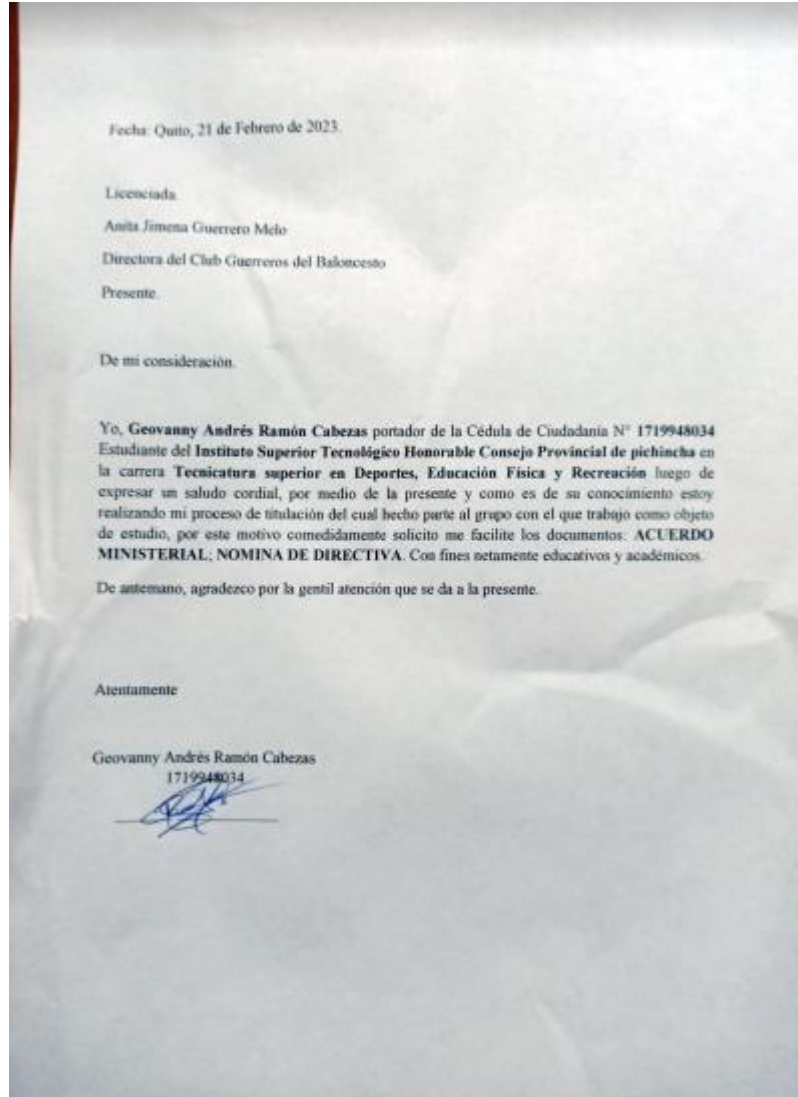 Fecha: Quito, 21 de Febrero de 2023.
Licenciada.
Anita Jimena Guerrero Melo
Directora del Club Guerreros del Baloncesto
Presente.
De mi consideración.
Yo, Geovanny Andrés Ramón Cabezas portador de la Cédula de Ciudadanía N° 1719948034
Estudiante del Instituto Superior Tecnológico Honorable Consejo Provincial de pichincha en
la carrera Tecnicatura superior en Deportes, Educación Física y Recreación luego de
expresar un saludo cordial, por medio de la presente y como es de su conocimiento estoy
realizando mi proceso de titulación del cual hecho parte al grupo con el que trabajo como objeto
de estudio, por este motivo comedidamente solicito me facilite los documentos: ACUERDO
MINISTERIAL; NOMINA DE DIRECTIVA. Con fines netamente educativos y académicos.
De antemano, agradezco por la gentil atención que se da a la presente.
Atentamente
Geovanny Andrés Ramón Cabezas
1719948034